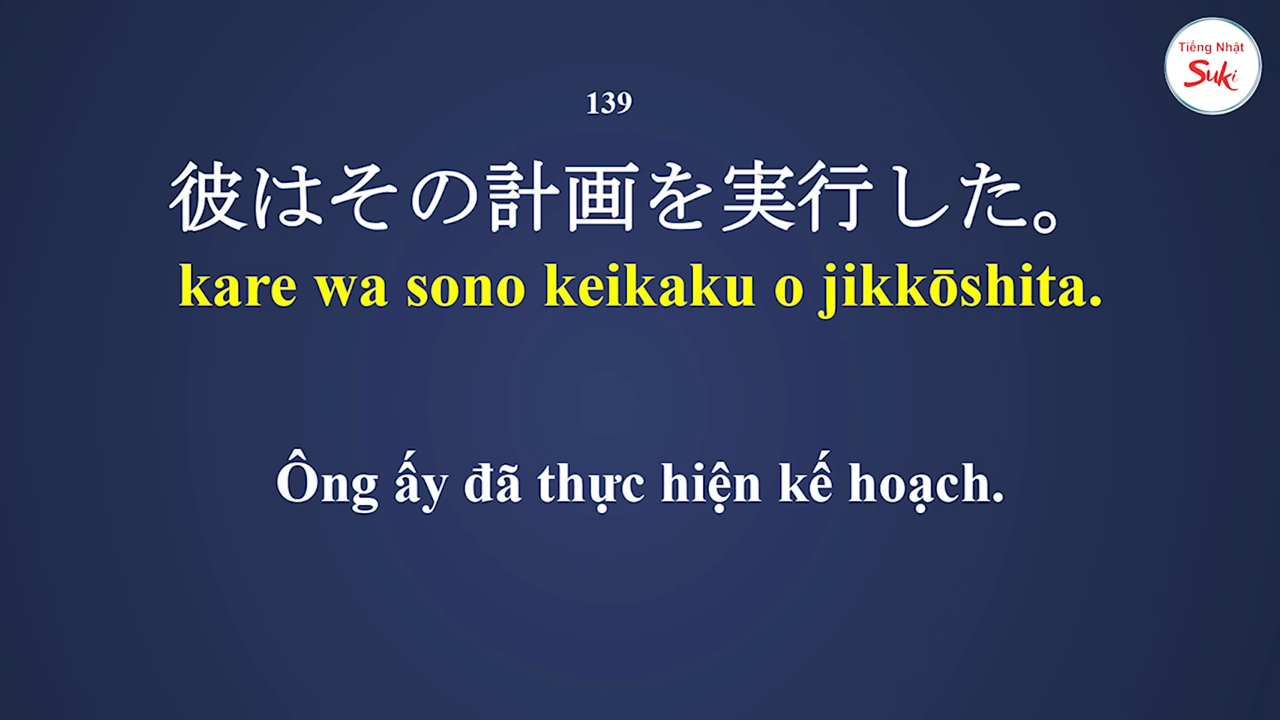 Tiếng Nhật
Suki
139
彼はその計画を実行した。
kare wa sono keikaku o jikkōshita.
Ông ấy đã thực hiện kế hoạch.